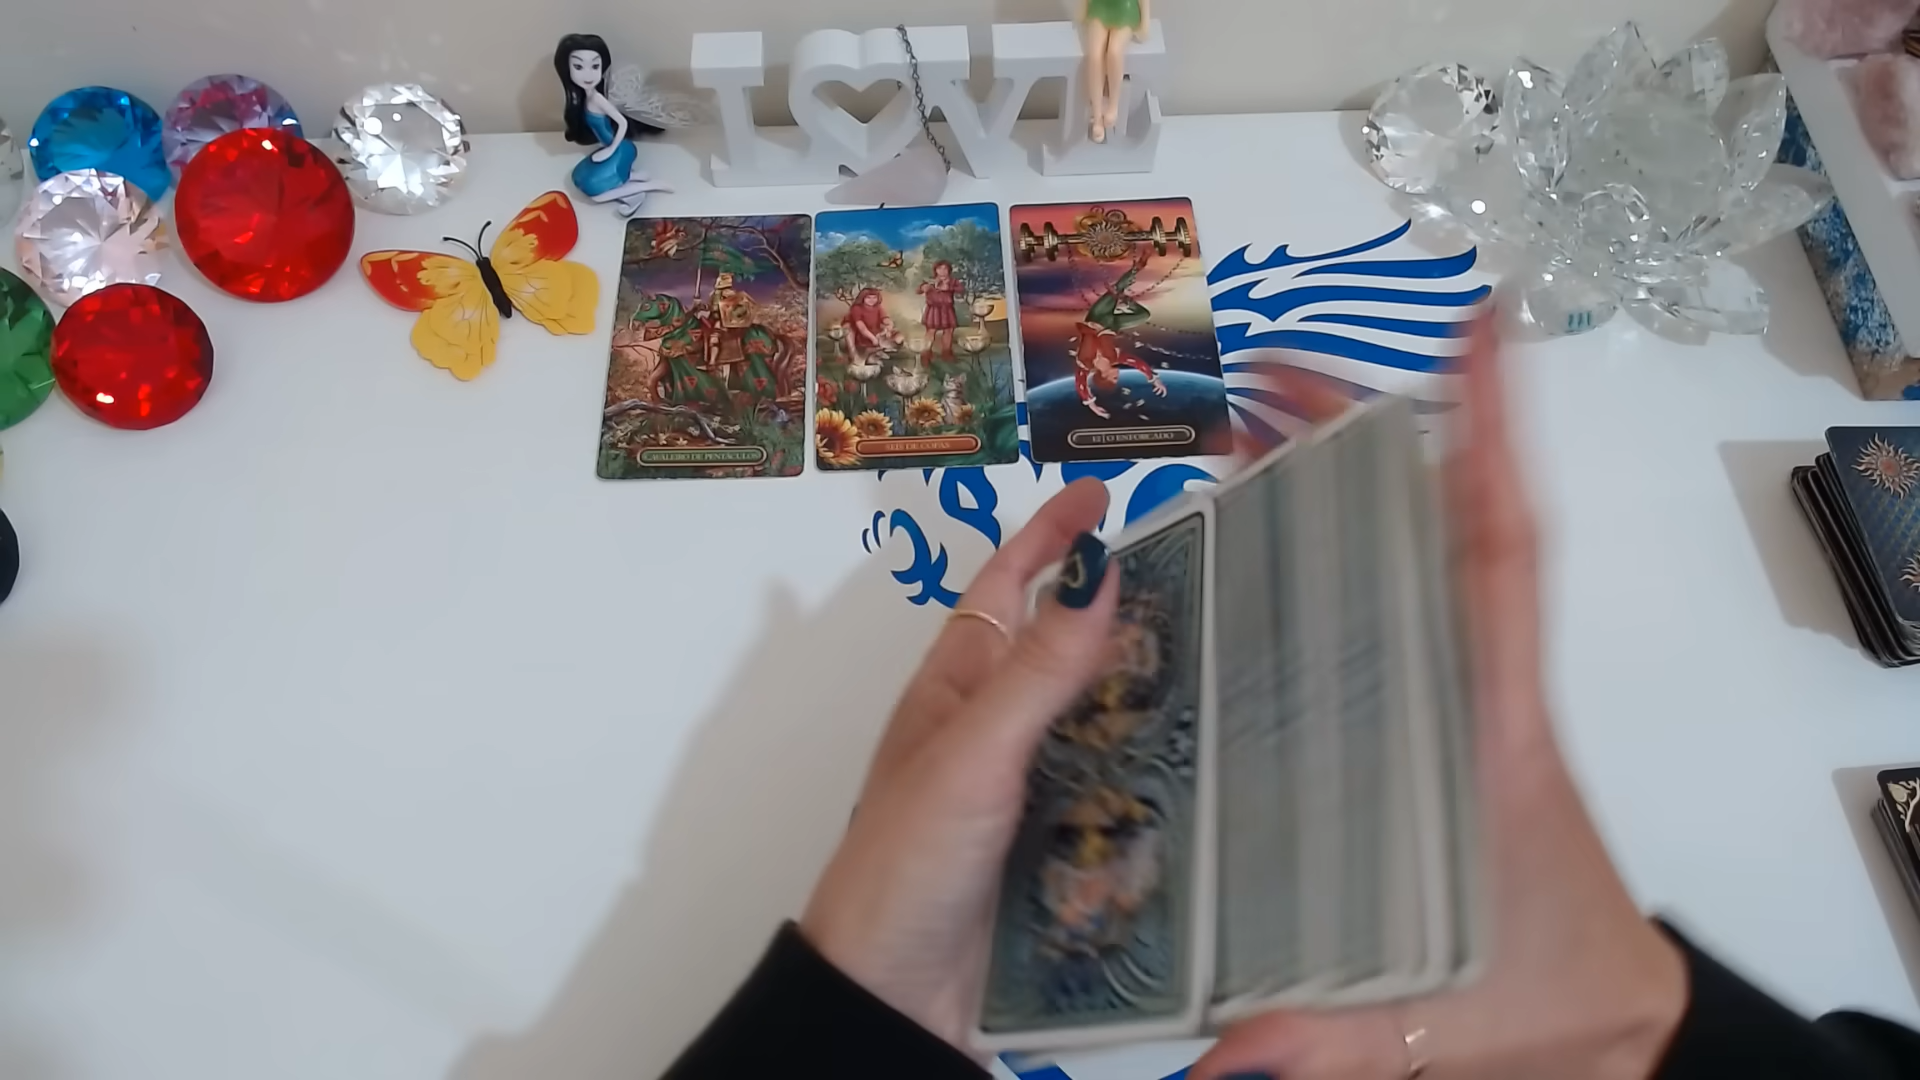 LOVE
CAVALEIRO DE PENTÁCULOS
SEIS DE COPAS
12 | O ENFORCADO